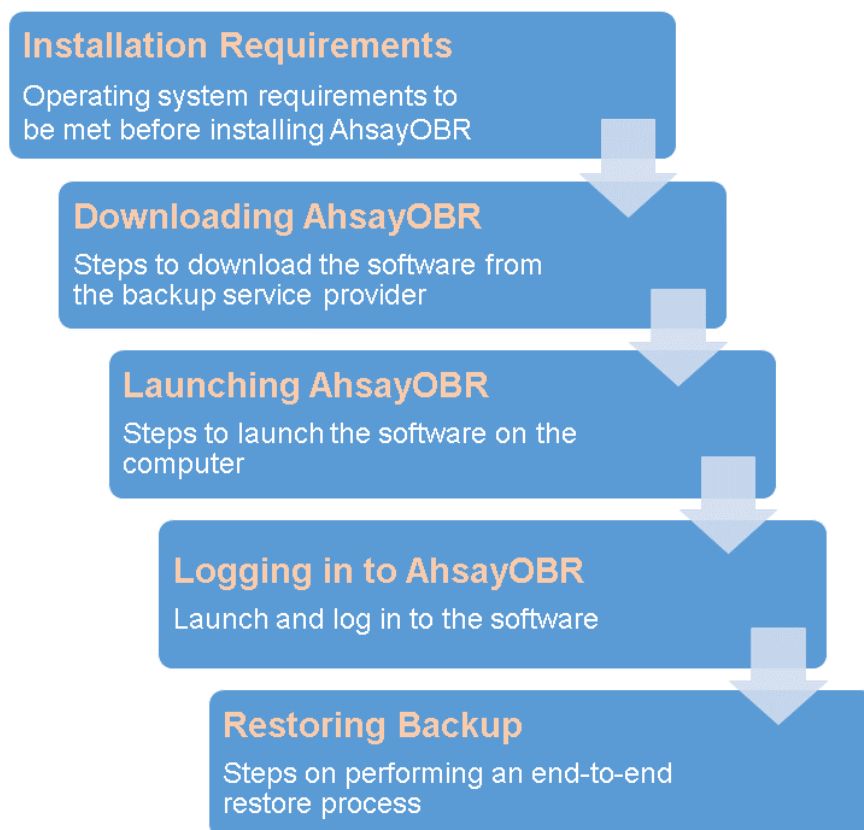 Installation Requirements
Operating system requirements to
be met before installing AhsayOBR
Downloading AhsayOBR
Steps to download the software from
the backup service provider
Launching AhsayOBR
Steps to launch the software on the
computer
Logging in to AhsayOBR
Launch and log in to the software
Restoring Backup
Steps on performing an end-to-end
restore process